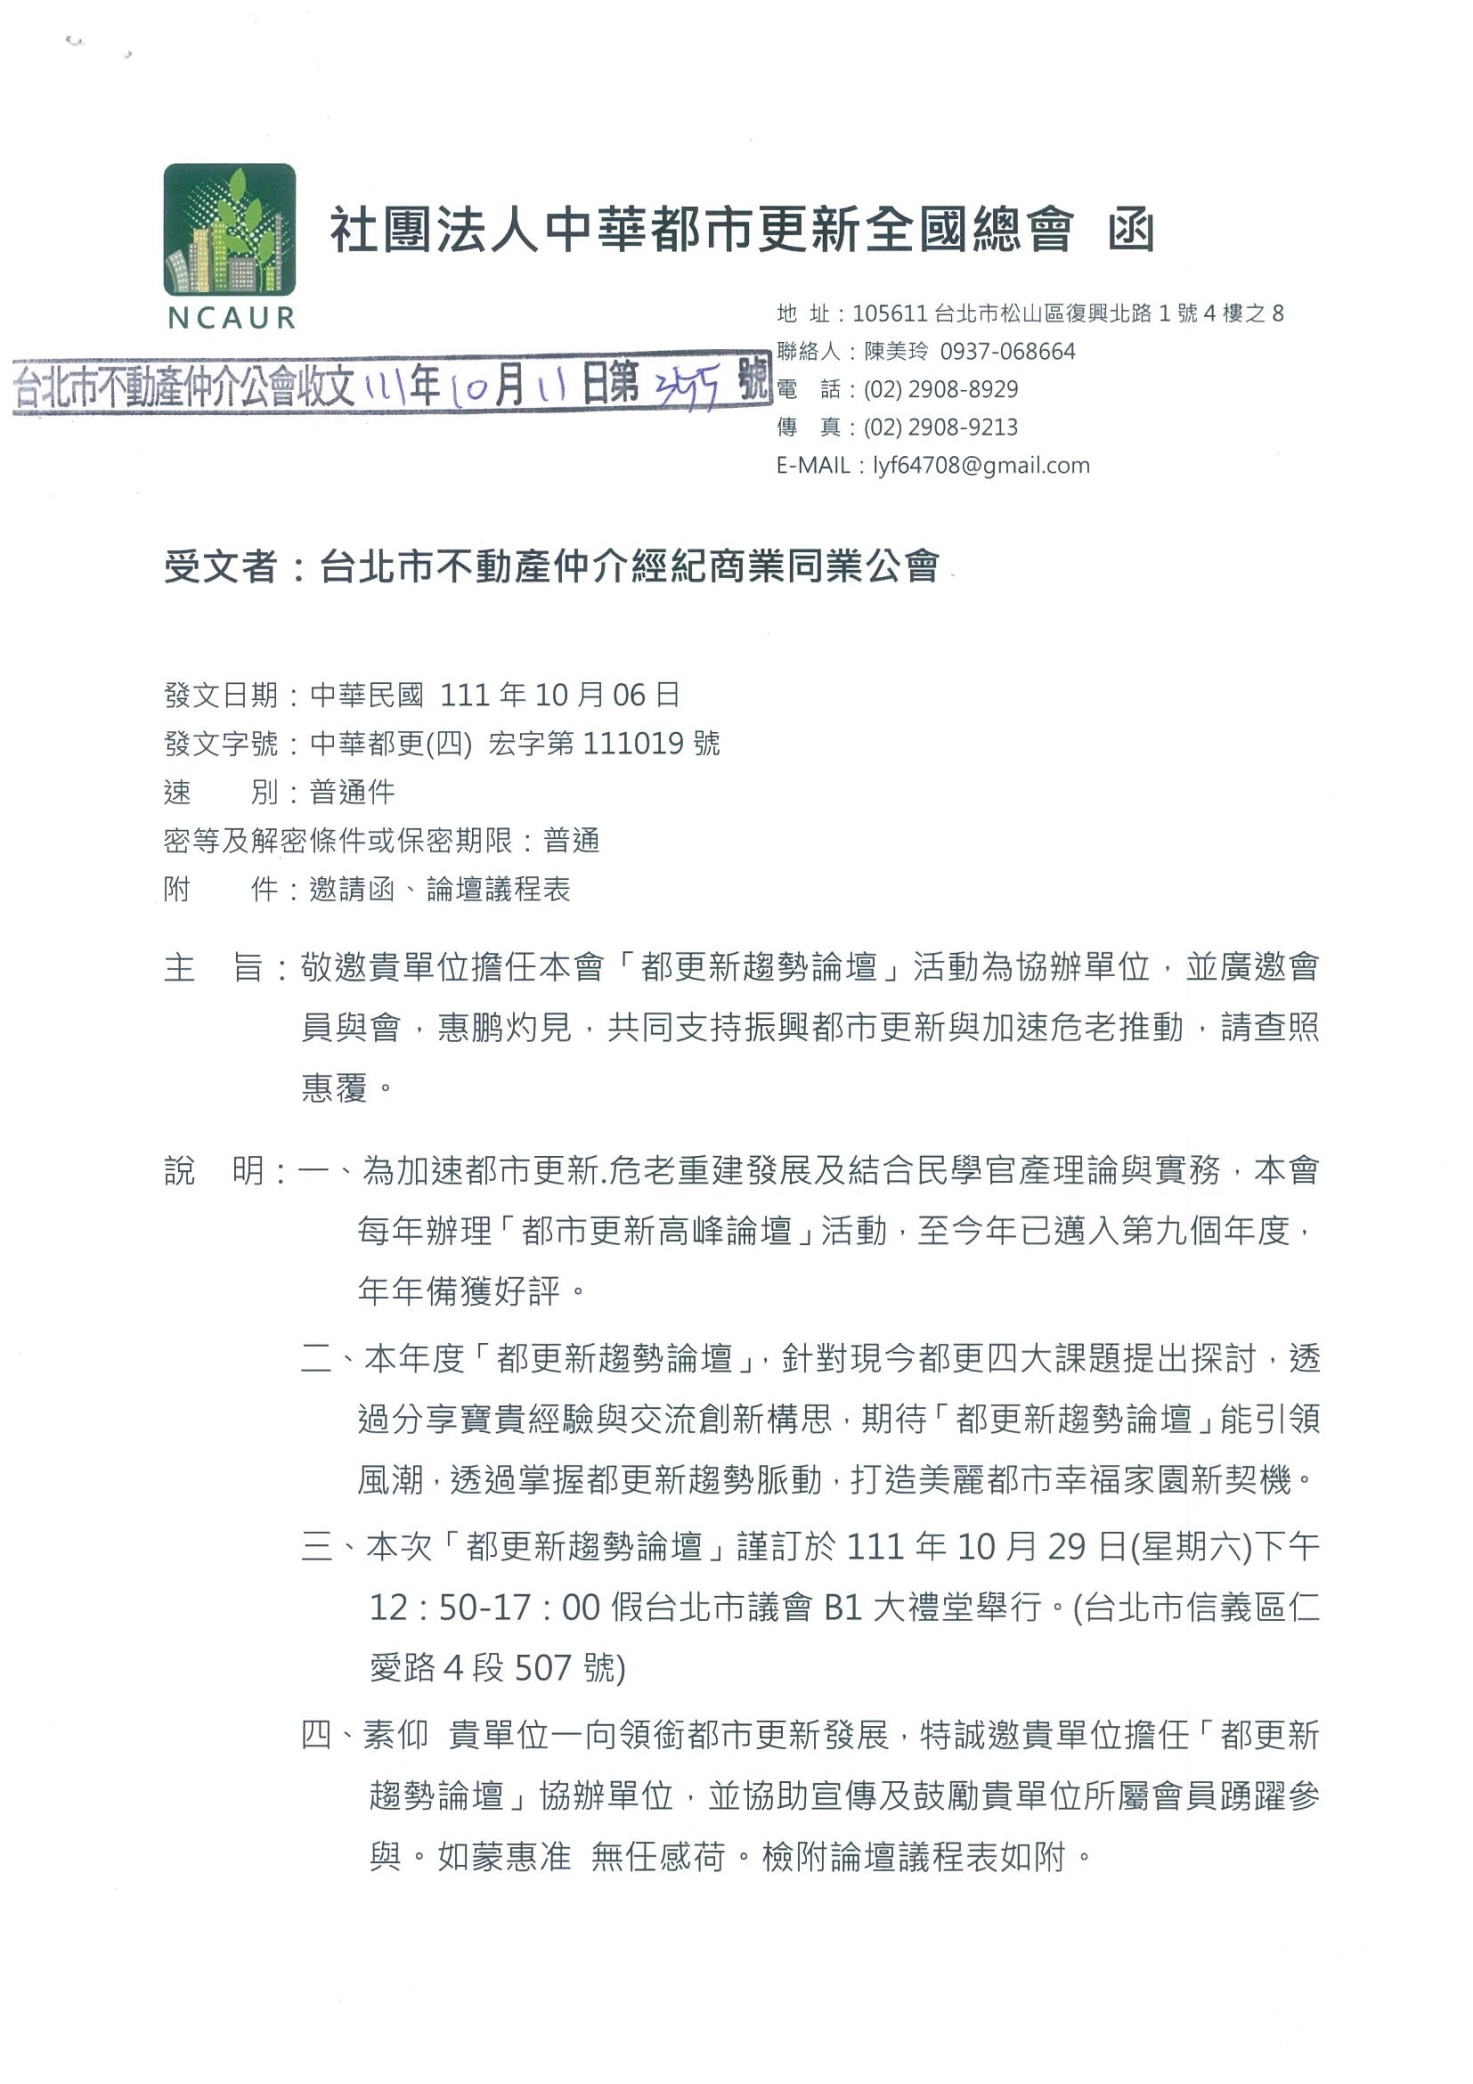 社團法人中華都市更新全國總會 函
NCAUR
地 址：105611 台北市松山區復興北路 1 號 4 樓之 8
聯絡人：陳美玲 0937-068664
台北市不動產仲介公會收文 111 年 10 月 11 日第 號
電 話：(02) 2908-8929
傳 真：(02) 2908-9213
E-MAIL：lyf64708@gmail.com
受文者：台北市不動產仲介經紀商業同業公會
發文日期：中華民國 111 年 10 月 06 日
發文字號：中華都更(四) 宏字第 111019 號
速 別：普通件
密等及解密條件或保密期限：普通
附 件：邀請函、論壇議程表
主 旨：敬邀貴單位擔任本會「都更新趨勢論壇」活動為協辦單位，並廣邀會
員與會，惠鵬灼見，共同支持振興都市更新與加速危老推動，請查照
惠覆。
說 明：一、為加速都市更新.危老重建發展及結合民學官產理論與實務，本會
每年辦理「都市更新高峰論壇」活動，至今年已邁入第九個年度，
年年備獲好評。
二、本年度「都更新趨勢論壇」，針對現今都更四大課題提出探討，透
過分享寶貴經驗與交流創新構思，期待「都更新趨勢論壇」能引領
風潮，透過掌握都更新趨勢脈動，打造美麗都市幸福家園新契機。
三、本次「都更新趨勢論壇」謹訂於 111 年 10 月 29 日(星期六)下午
12：50-17：00 假台北市議會 B1 大禮堂舉行。(台北市信義區仁
愛路 4 段 507 號)
四、素仰 貴單位一向領銜都市更新發展，特誠邀貴單位擔任「都更新
趨勢論壇」協辦單位，並協助宣傳及鼓勵貴單位所屬會員踴躍參
與。如蒙惠准 無任感荷。檢附論壇議程表如附。